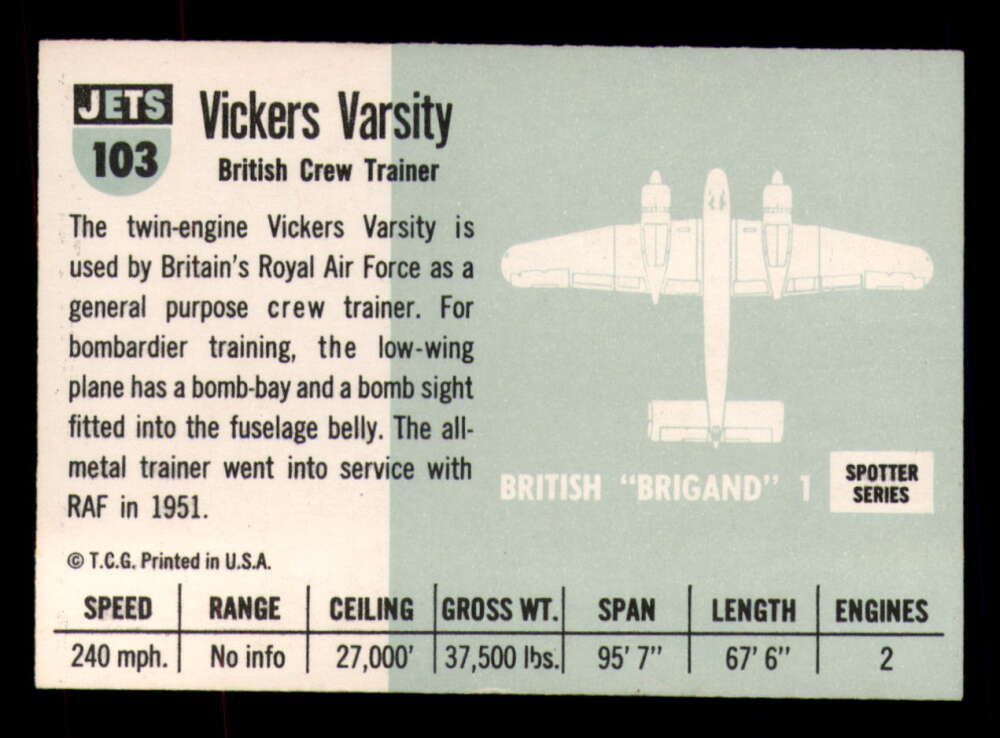 JETS
103
Vickers Varsity
British Crew Trainer
The twin-engine Vickers Varsity is
used by Britain's Royal Air Force as a
general purpose crew trainer. For
bombardier training, the low-wing
plane has a bomb-bay and a bomb sight
fitted into the fuselage belly. The all-
metal trainer went into service with
RAF in 1951.
© T.C.G. Printed in U.S.A.
BRITISH "BRIGAND" 1
SPOTTER
SERIES
SPEED RANGE CEILING GROSS WT. SPAN LENGTH ENGINES
240 mph. No info 27,000' 37,500 lbs. 95' 7" 67' 6" 2